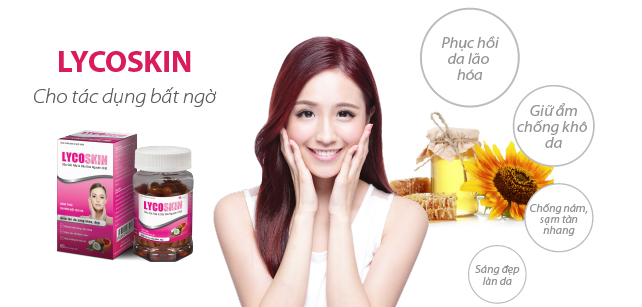 LYCOSKIN
Cho tác dụng bất ngờ
LYCOSKIN
LYCOSKIN
Phục hồi
da lão
hóa
Giữ ẩm
chống khô
da
Chống nám,
sạm tàn
nhang
Sáng đẹp
làn da